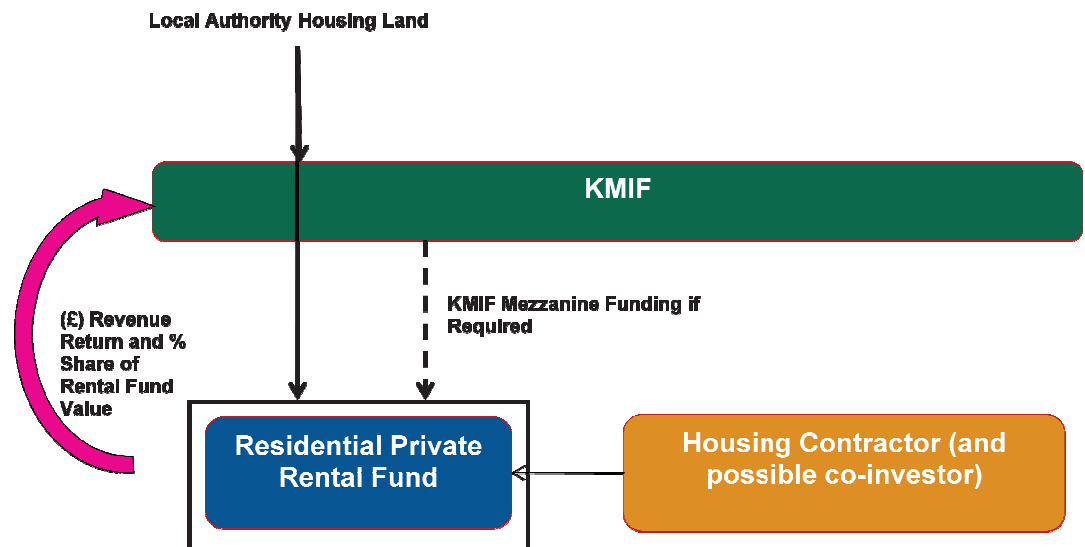 Local Authority Housing Land
KMIF
KMIF Mezzanine Funding if
Required
(£) Revenue
Return and %
Share of
Rental Fund
Value
Residential Private
Rental Fund
Housing Contractor (and
possible co-investor)